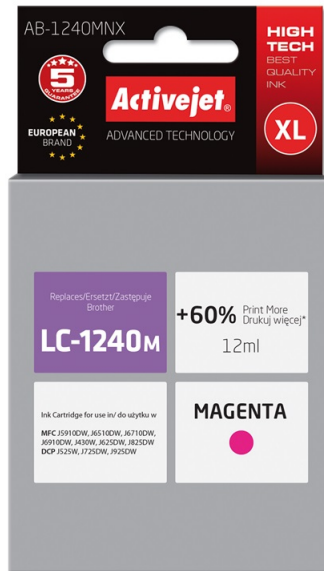 AB-1240MNX
HIGH
TECH
BEST
QUALITY
INK
5
YEARS
GUARANTEE
Activejet®
EUROPEAN
BRAND
ADVANCED TECHNOLOGY
XL
Replaces/Ersetzt/Zastępuje
Brother
LC-1240M
+60% Print More
Drukuj więcej*
12ml
Ink Cartridge for use in/ do użytku w
MFC J5910DW, J6510DW, J6710DW,
J6910DW, J430W, J625DW, J825DW
DCP J525W, J725DW, J925DW
MAGENTA